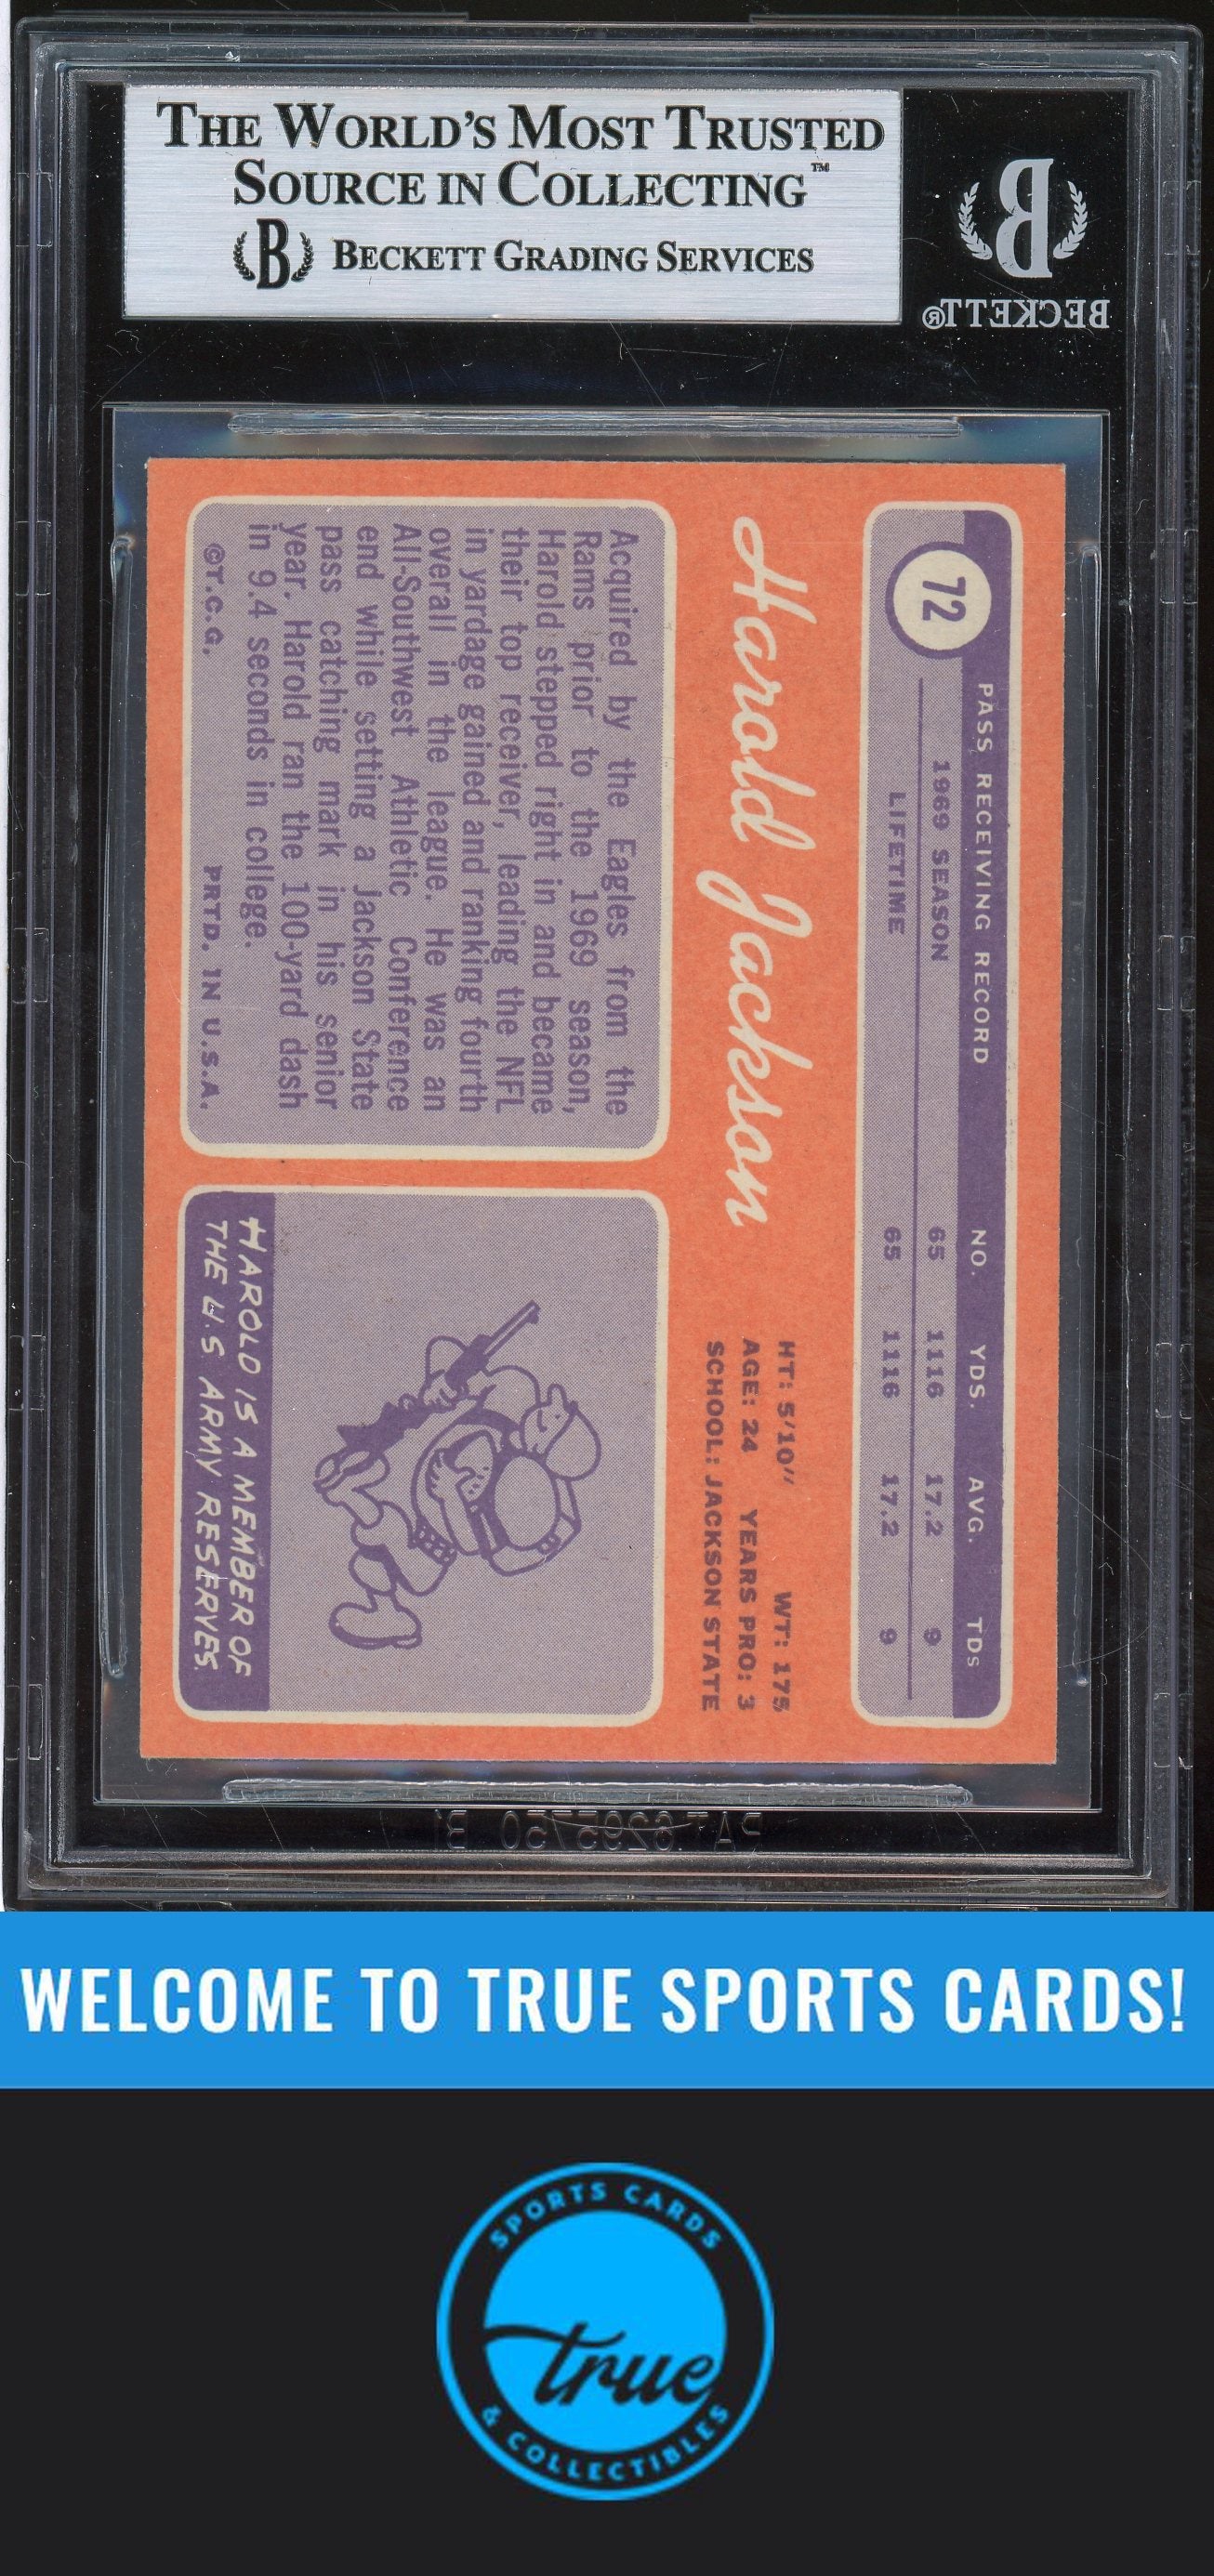 THE WORLD'S MOST TRUSTED
SOURCE IN COLLECTING™
B BECKETT GRADING SERVICES
B
BECKETT®
72
PASS RECEIVING RECORD NO. YDS. AVG. TDS
1969 SEASON 65 1116 17.2 9
LIFETIME 65 1116 17.2 9
Harold Jackson
HT: 5'10" WT: 175
AGE: 24 YEARS PRO: 3
SCHOOL: JACKSON STATE
Acquired by the Eagles from the
Rams prior to the 1969 season,
Harold stepped right in and became
their top receiver, leading the NFL
in yardage gained and ranking fourth
overall in the league. He was an
All-Southwest Athletic Conference
end while setting a Jackson State
pass catching mark in his senior
year. Harold ran the 100-yard dash
in 9.4 seconds in college.
©T.C.G. PRTD. IN U.S.A.
HAROLD IS A MEMBER OF
THE U.S ARMY RESERVES.
WELCOME TO TRUE SPORTS CARDS!
SPORTS CARDS
true
& COLLECTIBLES